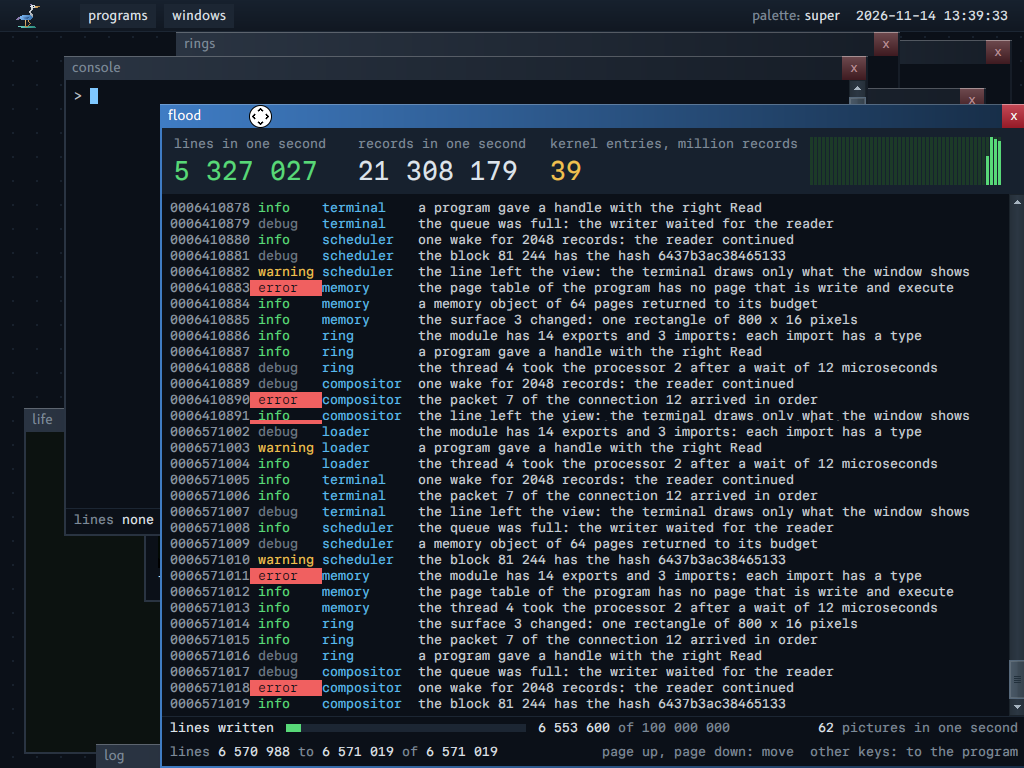 programs windows palette: super 2026-11-14 13:39:33
rings x
x
console x
x
>
flood x
lines in one second records in one second kernel entries, million records
5 327 027 21 308 179 39
0006410878 info terminal a program gave a handle with the right Read
0006410879 debug terminal the queue was full: the writer waited for the reader
0006410880 info scheduler one wake for 2048 records: the reader continued
0006410881 debug scheduler the block 81 244 has the hash 6437b3ac38465133
0006410882 warning scheduler the line left the view: the terminal draws only what the window shows
0006410883 error memory the page table of the program has no page that is write and execute
0006410884 info memory a memory object of 64 pages returned to its budget
0006410885 info memory the surface 3 changed: one rectangle of 800 x 16 pixels
0006410886 info ring the module has 14 exports and 3 imports: each import has a type
0006410887 info ring a program gave a handle with the right Read
0006410888 debug ring the thread 4 took the processor 2 after a wait of 12 microseconds
0006410889 debug compositor one wake for 2048 records: the reader continued
0006410890 error compositor the packet 7 of the connection 12 arrived in order
0006410891 info compositor the line left the view: the terminal draws only what the window shows
0006571002 debug loader the module has 14 exports and 3 imports: each import has a type
0006571003 warning loader a program gave a handle with the right Read
0006571004 info loader the thread 4 took the processor 2 after a wait of 12 microseconds
0006571005 info terminal one wake for 2048 records: the reader continued
0006571006 info terminal the packet 7 of the connection 12 arrived in order
0006571007 debug terminal the line left the view: the terminal draws only what the window shows
0006571008 info scheduler the queue was full: the writer waited for the reader
0006571009 debug scheduler a memory object of 64 pages returned to its budget
0006571010 warning scheduler the block 81 244 has the hash 6437b3ac38465133
0006571011 error memory the module has 14 exports and 3 imports: each import has a type
0006571012 info memory the page table of the program has no page that is write and execute
0006571013 info memory the thread 4 took the processor 2 after a wait of 12 microseconds
0006571014 info ring the surface 3 changed: one rectangle of 800 x 16 pixels
0006571015 info ring the packet 7 of the connection 12 arrived in order
0006571016 debug ring a program gave a handle with the right Read
0006571017 debug compositor the queue was full: the writer waited for the reader
0006571018 error compositor one wake for 2048 records: the reader continued
0006571019 info compositor the block 81 244 has the hash 6437b3ac38465133
lines written 6 553 600 of 100 000 000 62 pictures in one second
lines 6 570 988 to 6 571 019 of 6 571 019 page up, page down: move other keys: to the program
life
lines none
log